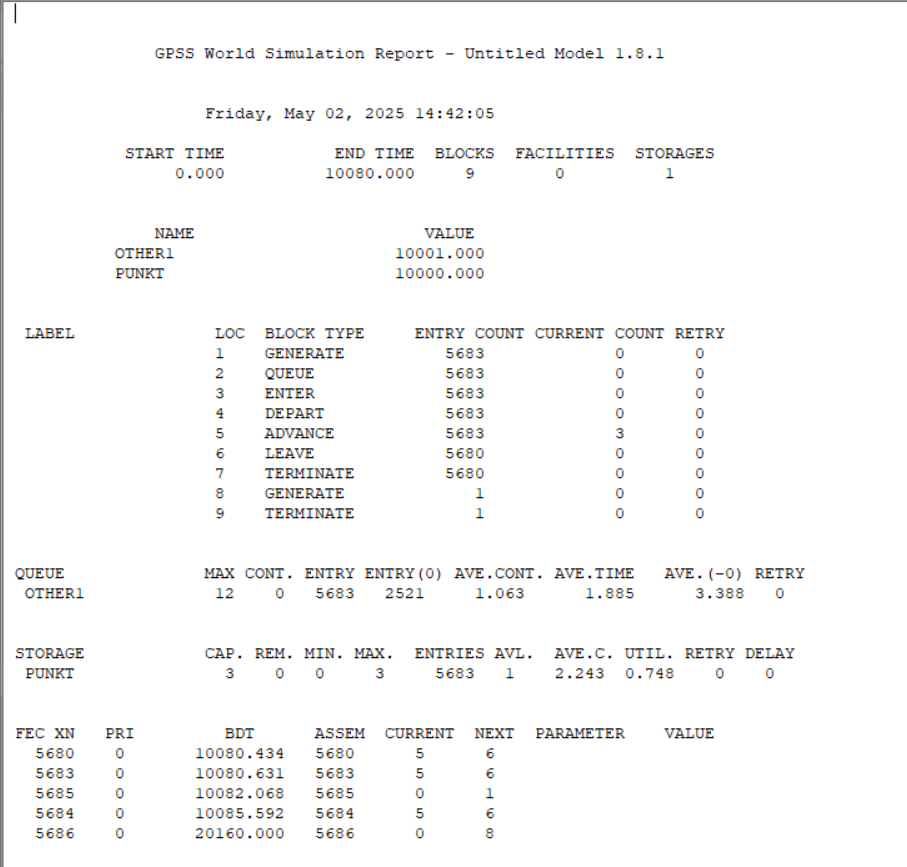 GPSS World Simulation Report - Untitled Model 1.8.1
Friday, May 02, 2025 14:42:05
START TIME END TIME BLOCKS FACILITIES STORAGES
0.000 10080.000 9 0 1
NAME VALUE
OTHER1 10001.000
PUNKT 10000.000
LABEL LOC BLOCK TYPE ENTRY COUNT CURRENT COUNT RETRY
1 GENERATE 5683 0 0
2 QUEUE 5683 0 0
3 ENTER 5683 0 0
4 DEPART 5683 0 0
5 ADVANCE 5683 3 0
6 LEAVE 5680 0 0
7 TERMINATE 5680 0 0
8 GENERATE 1 0 0
9 TERMINATE 1 0 0
QUEUE MAX CONT. ENTRY ENTRY(0) AVE.CONT. AVE.TIME AVE.(-0) RETRY
OTHER1 12 0 5683 2521 1.063 1.885 3.388 0
STORAGE CAP. REM. MIN. MAX. ENTRIES AVL. AVE.C. UTIL. RETRY DELAY
PUNKT 3 0 0 3 5683 1 2.243 0.748 0 0
FEC XN PRI BDT ASSEM CURRENT NEXT PARAMETER VALUE
5680 0 10080.434 5680 5 6
5683 0 10080.631 5683 5 6
5685 0 10082.068 5685 0 1
5684 0 10085.592 5684 5 6
5686 0 20160.000 5686 0 8